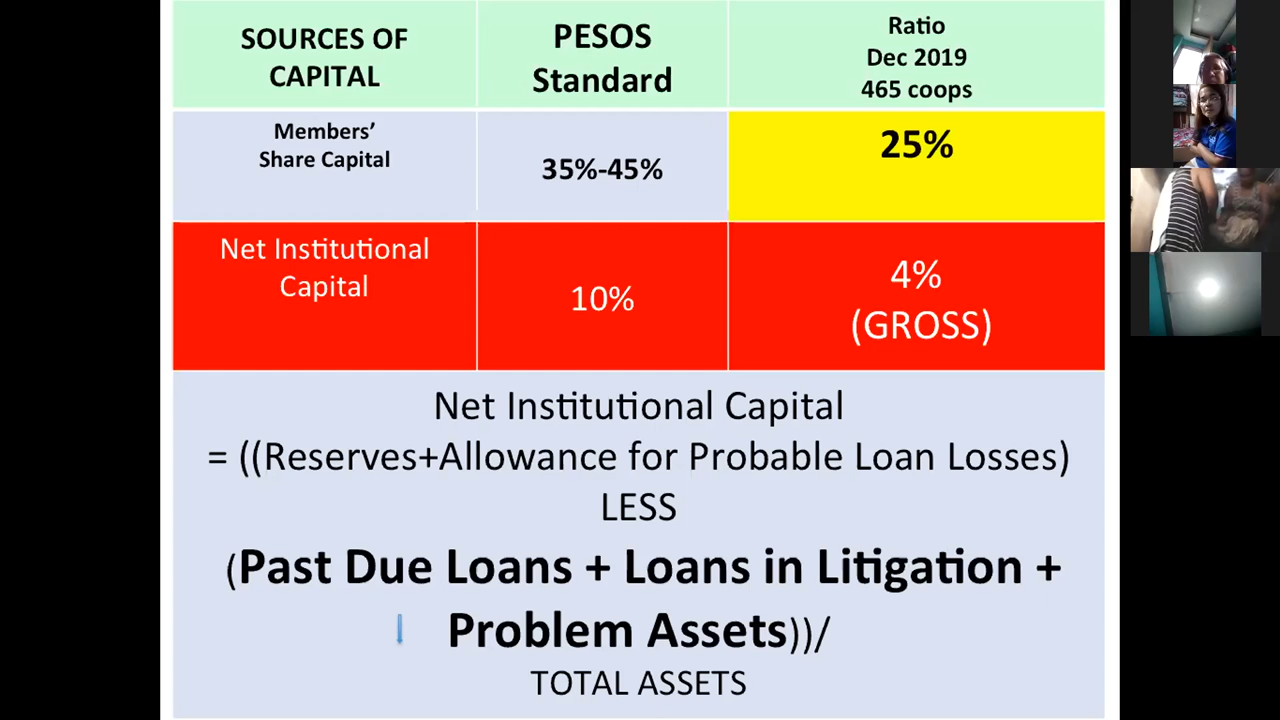 SOURCES OF
CAPITAL
PESOS
Standard
Ratio
Dec 2019
465 coops
Members’
Share Capital
35%-45%
25%
Net Institutional
Capital
10%
4%
(GROSS)
Net Institutional Capital
= ((Reserves+Allowance for Probable Loan Losses)
LESS
(Past Due Loans + Loans in Litigation +
Problem Assets))/
TOTAL ASSETS